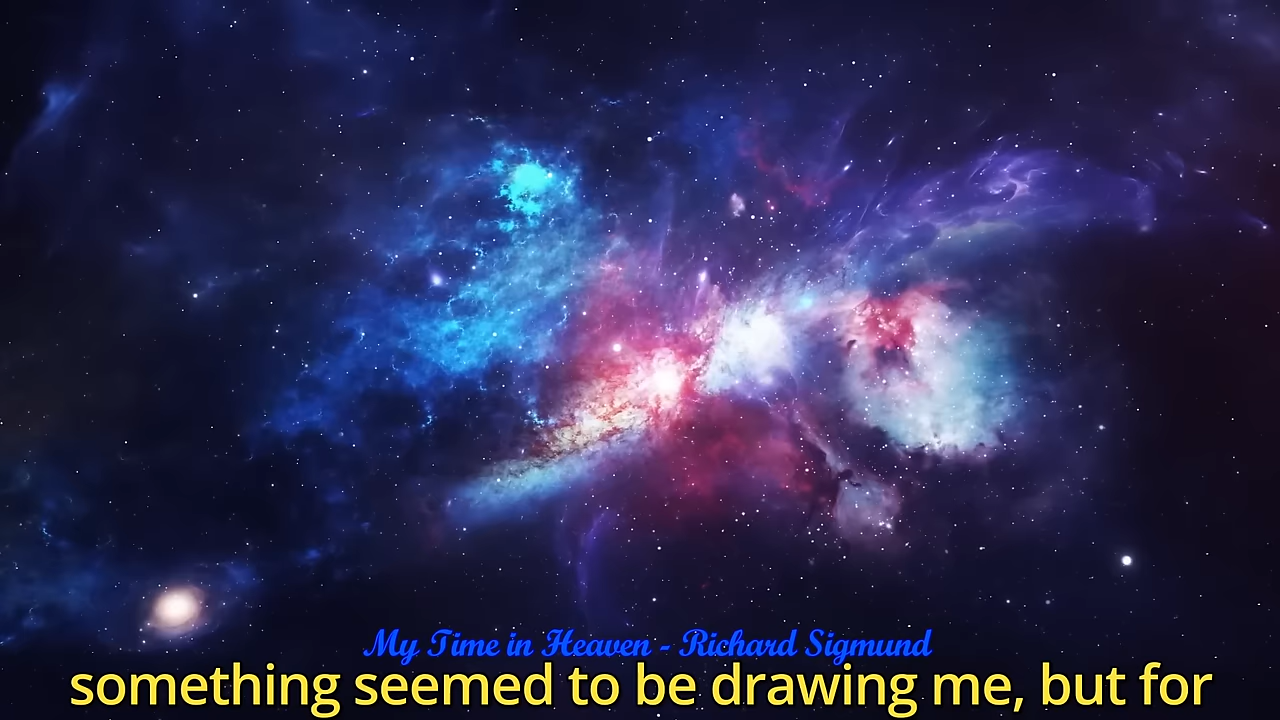 My Time in Heaven - Richard Sigmund
something seemed to be drawing me, but for